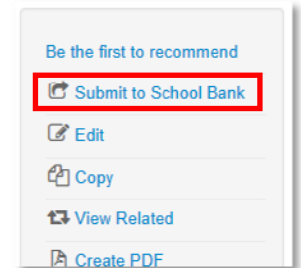 Be the first to recommend
Submit to School Bank
Edit
Copy
View Related
Create PDF